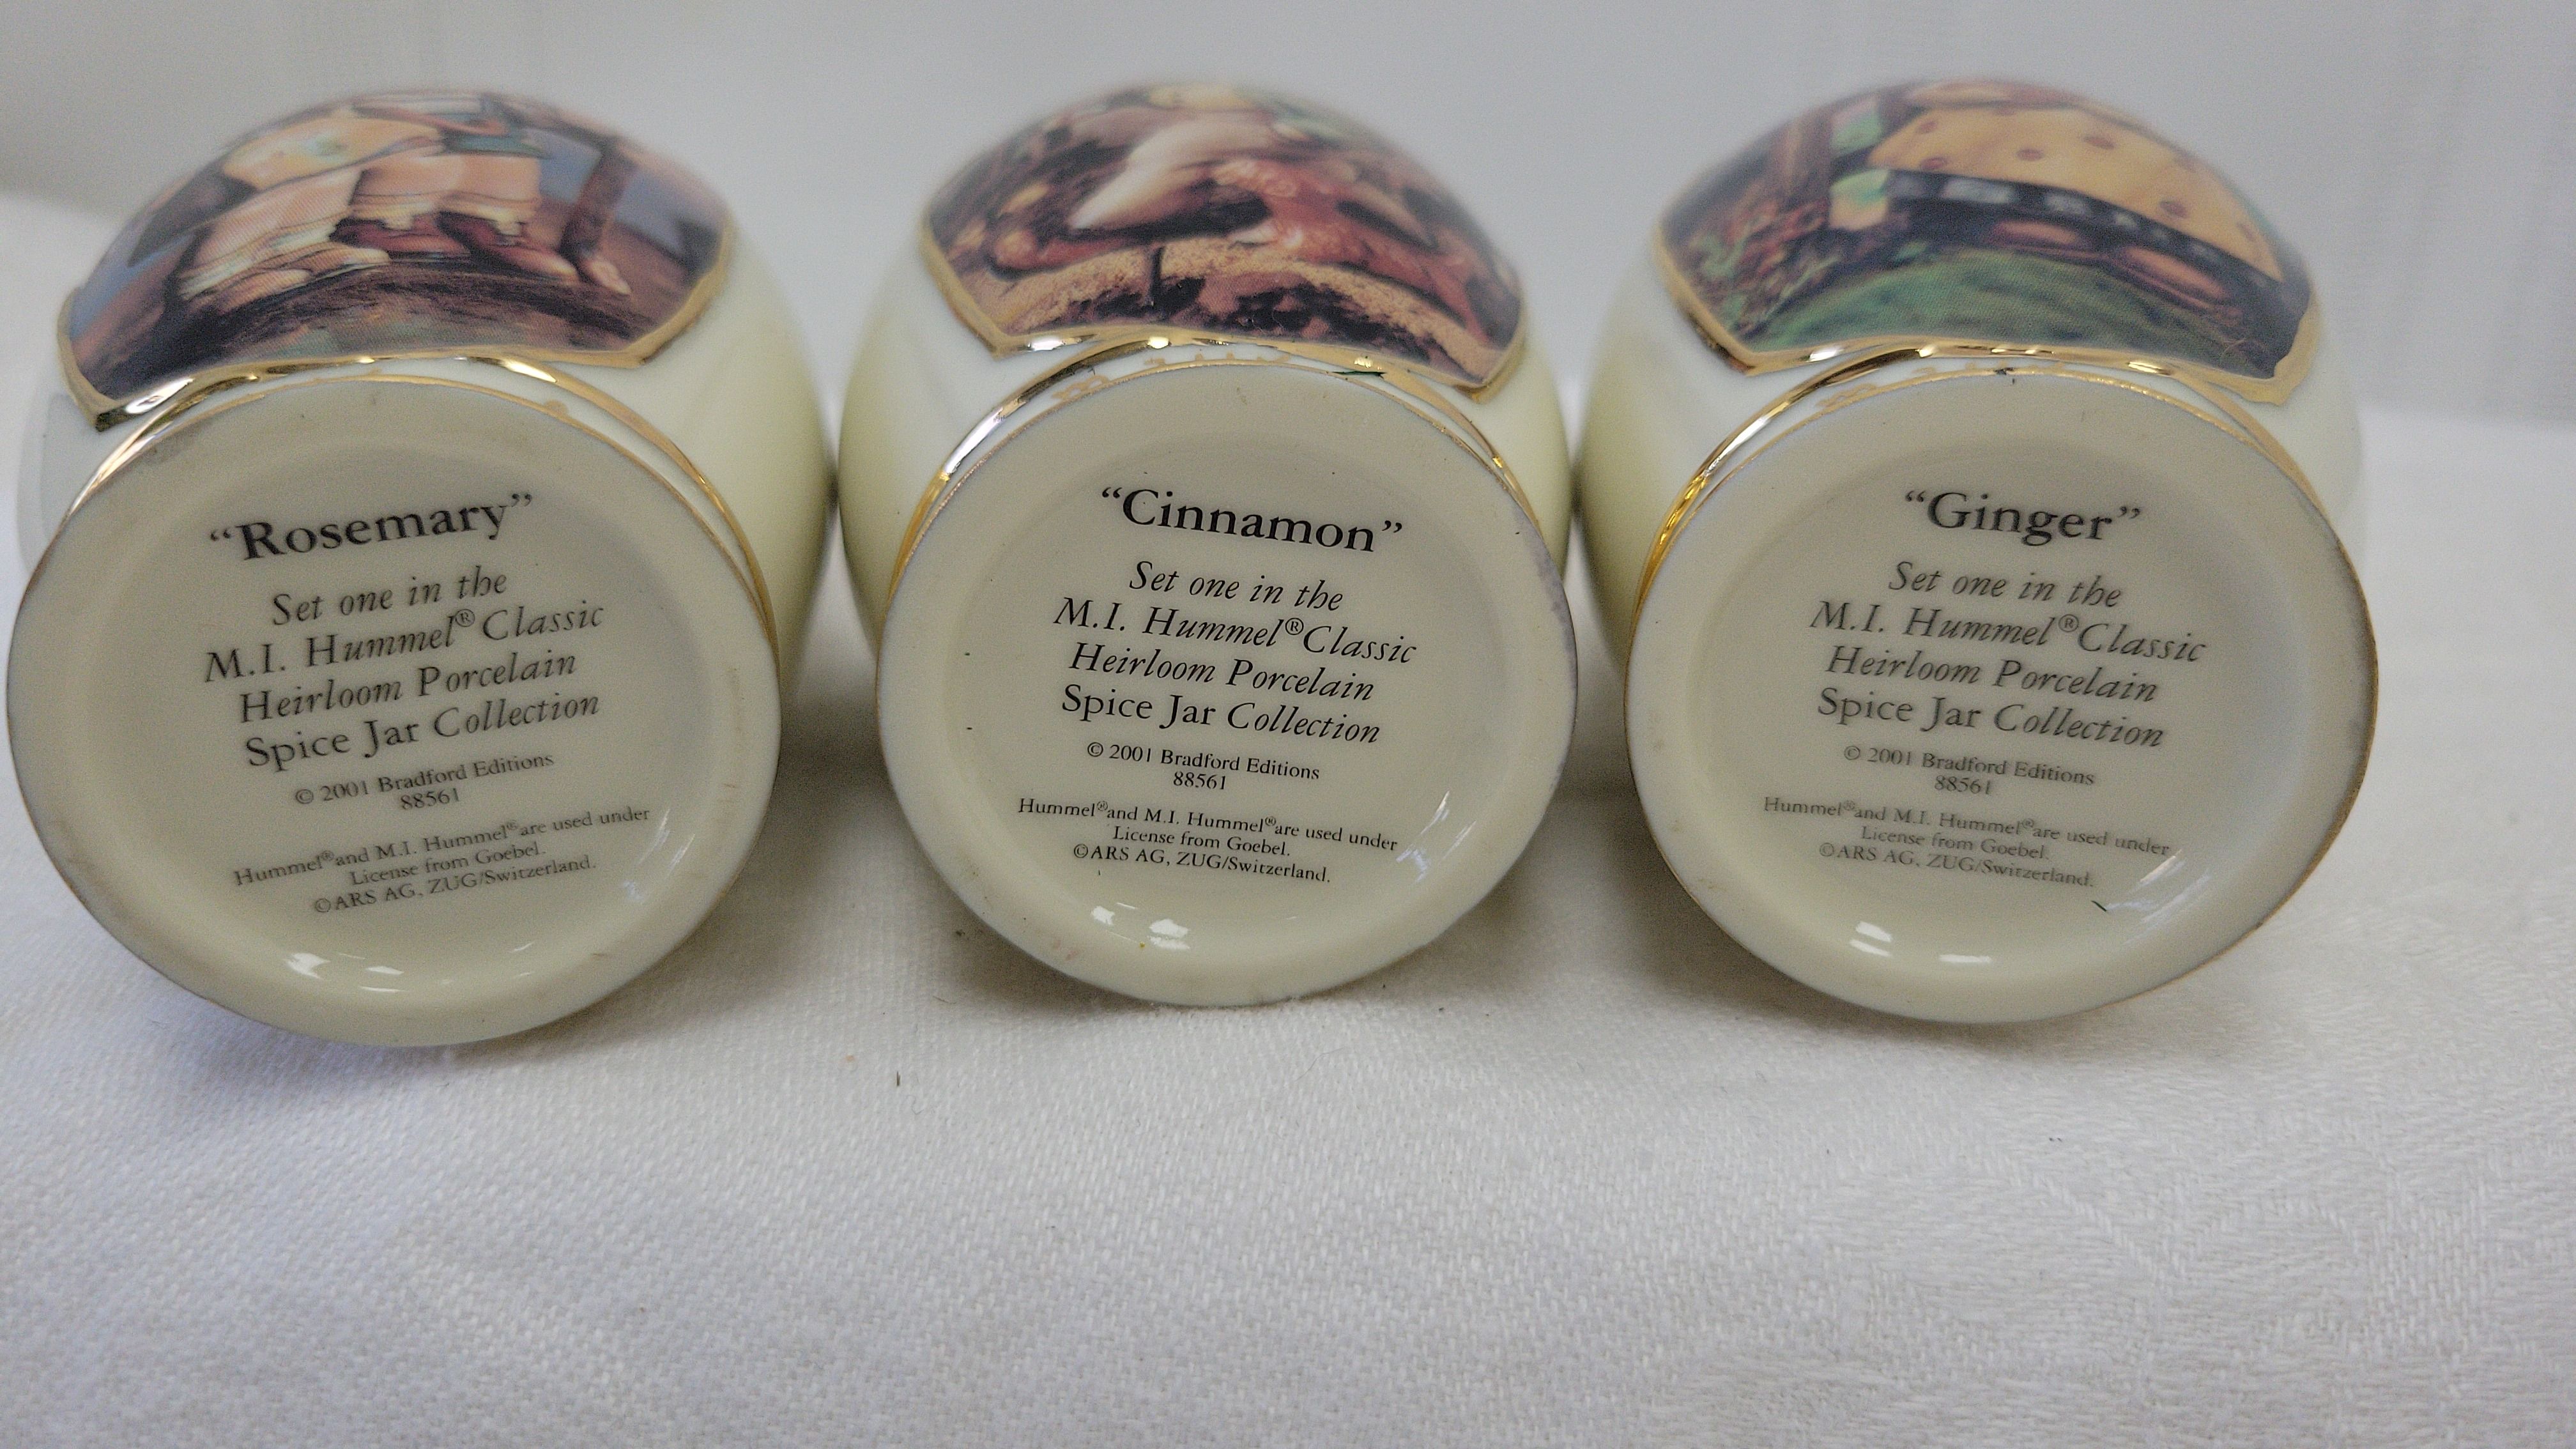 “Rosemary”
Set one in the
M.I. Hummel® Classic
Heirloom Porcelain
Spice Jar Collection
© 2001 Bradford Editions
88561
Hummel® and M.I. Hummel® are used under
License from Goebel.
©ARS AG, ZUG/Switzerland.
“Cinnamon”
Set one in the
M.I. Hummel® Classic
Heirloom Porcelain
Spice Jar Collection
© 2001 Bradford Editions
88561
Hummel® and M.I. Hummel® are used under
License from Goebel.
©ARS AG, ZUG/Switzerland.
“Ginger”
Set one in the
M.I. Hummel® Classic
Heirloom Porcelain
Spice Jar Collection
© 2001 Bradford Editions
88561
Hummel® and M.I. Hummel® are used under
License from Goebel.
©ARS AG, ZUG/Switzerland.